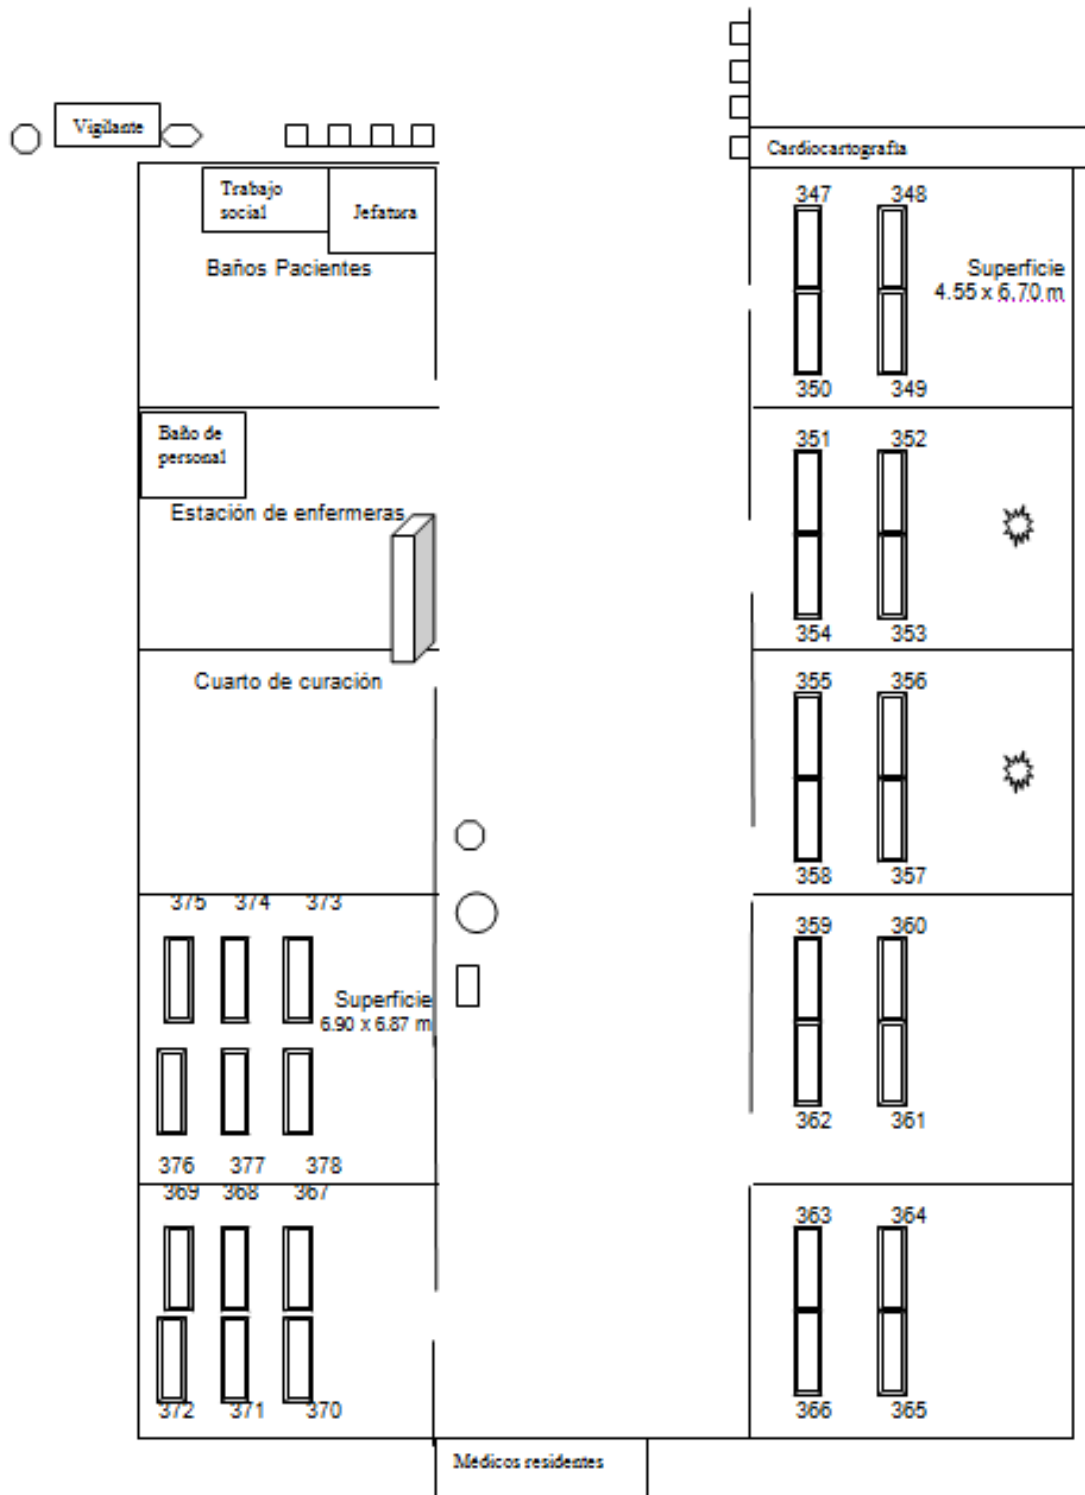 Vigilante
Cardiocartografía
Trabajo
social
Jefatura
Baños Pacientes
347 348
Superficie
4.55 x 6.70 m
350 349
Baño de
personal
Estación de enfermeras
351 352
354 353
Cuarto de curación
355 356
358 357
375 374 373
359 360
Superficie
6.90 x 6.87 m
362 361
376 377 378
369 368 367
363 364
372 371 370
366 365
Médicos residentes